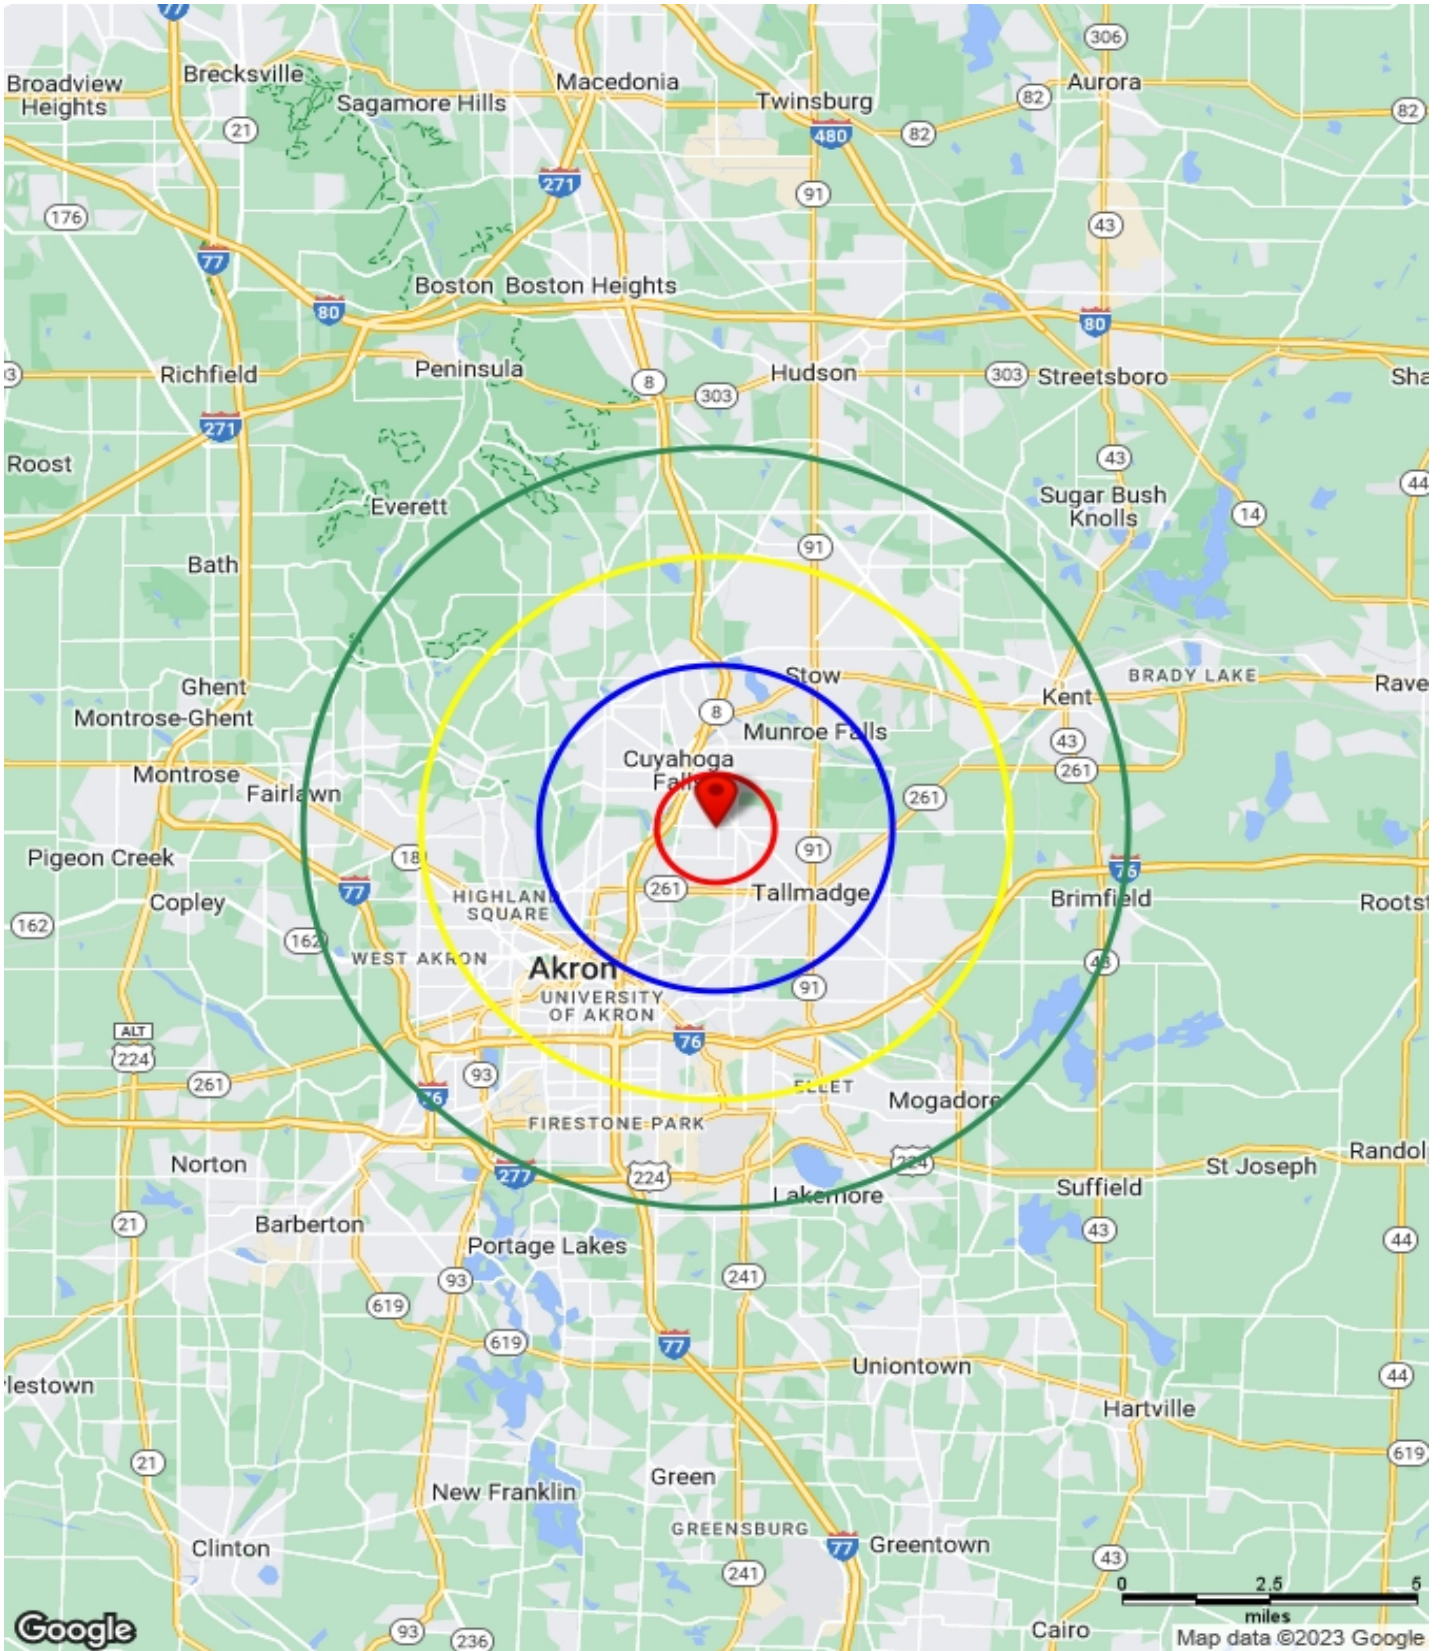 77
Brecksville
Macedonia
306
Aurora
Broadview
Heights
Sagamore Hills
Twinsburg
82
82
480
82
21
271
91
176
43
77
Boston
Boston Heights
80
80
Richfield
Peninsula
8
303
Hudson
303
Streetsboro
271
Roost
43
44
Everett
Sugar Bush
Knolls
14
91
Bath
Ghent
Stow
BRADY LAKE
Kent
Montrose-Ghent
8
Munroe Falls
43
Cuyahoga
Falls
261
Montrose
Fairlawn
261
Pigeon Creek
18
91
77
76
261
Tallmadge
HIGHLAND
SQUARE
Brimfield
Copley
162
162
WEST AKRON
43
Akron
91
UNIVERSITY
OF AKRON
ALT
224
76
93
261
76
ELLET
Mogadore
FIRESTONE PARK
Norton
277
224
224
St Joseph
Lakemore
Suffield
21
Barberton
43
Portage Lakes
44
93
241
619
619
77
Uniontown
44
Hartville
619
21
Green
New Franklin
GREENSBURG
77
Greentown
Clinton
43
241
0 2.5 5
miles
Google
93
236
Cairo
Map data ©2023 Google